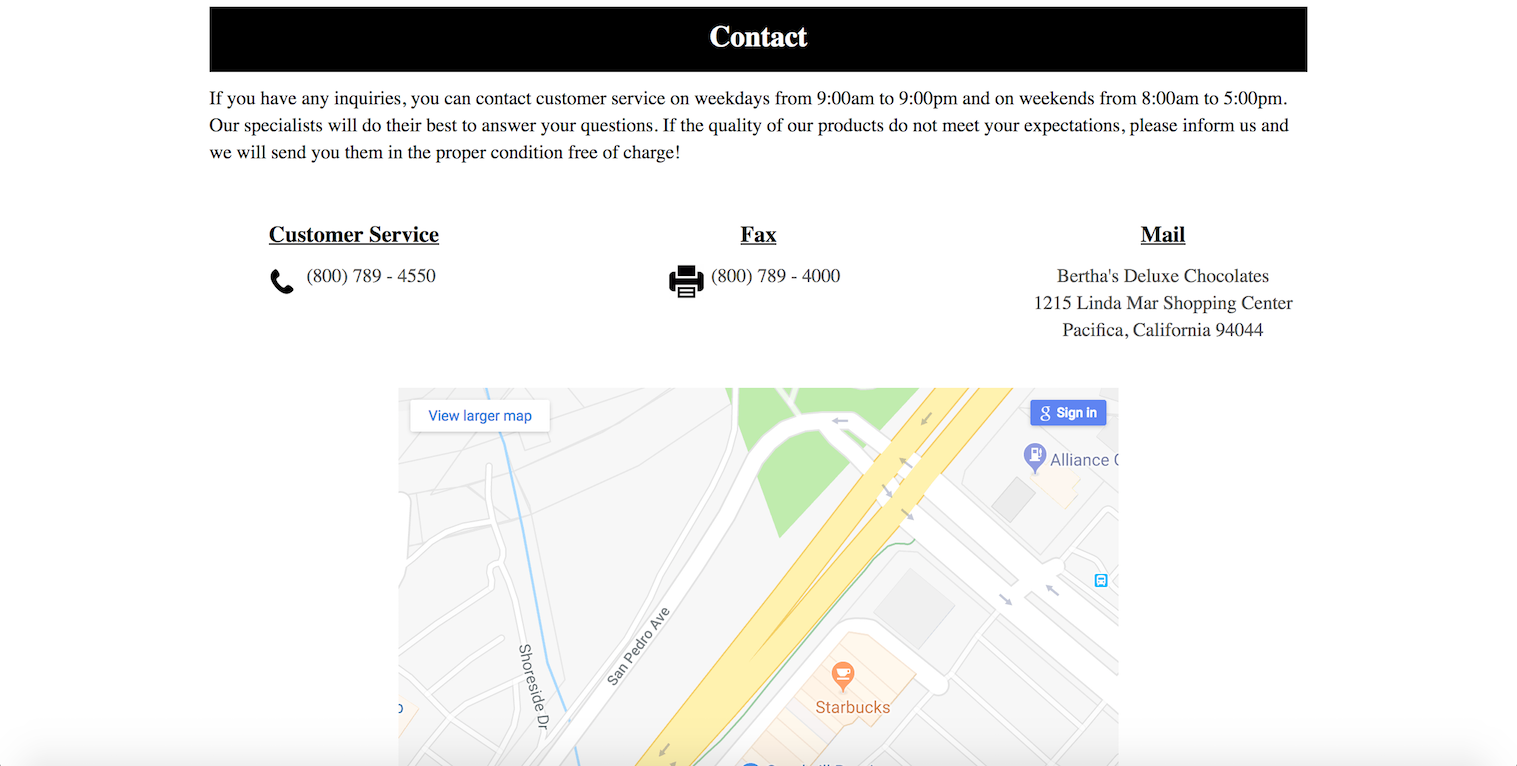 Contact
If you have any inquiries, you can contact customer service on weekdays from 9:00am to 9:00pm and on weekends from 8:00am to 5:00pm.
Our specialists will do their best to answer your questions. If the quality of our products do not meet your expectations, please inform us and
we will send you them in the proper condition free of charge!
Customer Service
(800) 789 - 4550
Fax
(800) 789 - 4000
Mail
Bertha's Deluxe Chocolates
1215 Linda Mar Shopping Center
Pacifica, California 94044
View larger map
g Sign in
Alliance
San Pedro Ave
Shoreside Dr
Starbucks